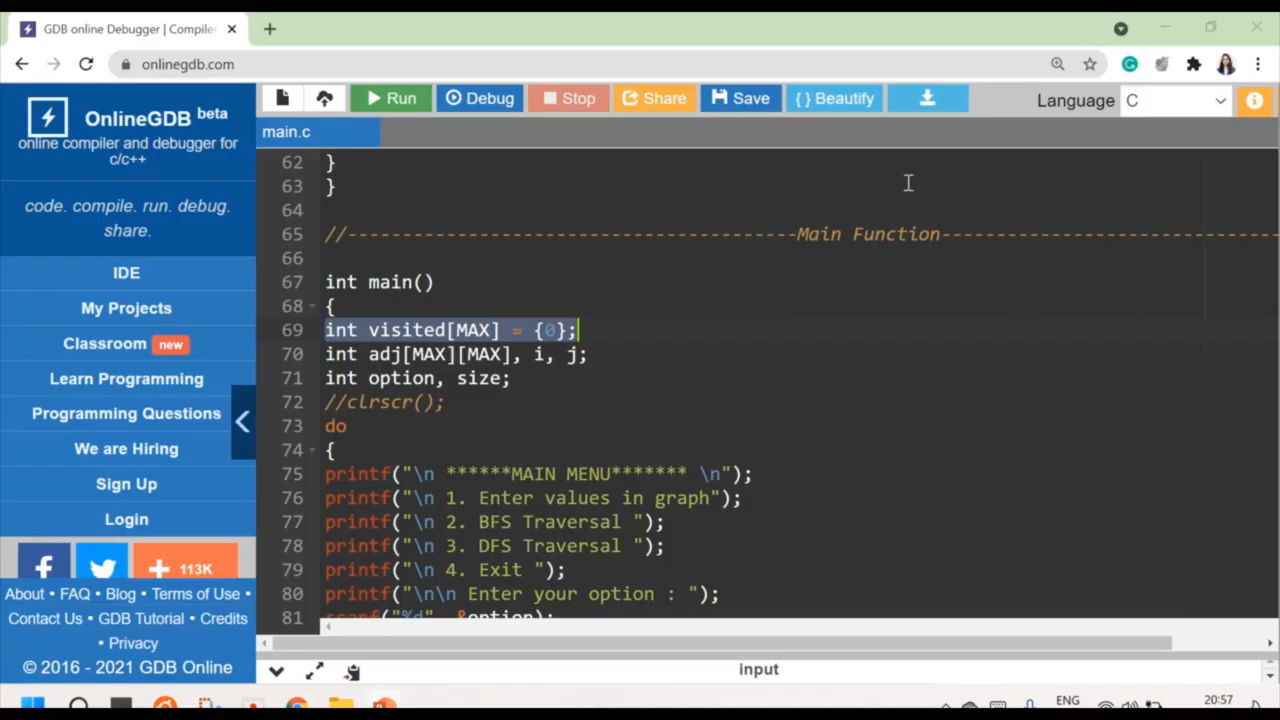 GDB online Debugger | Compiler
onlinegdb.com
OnlineGDB beta
online compiler and debugger for
c/c++
code. compile. run. debug.
share.
IDE
My Projects
Classroom new
Learn Programming
Programming Questions
We are Hiring
Sign Up
Login
113K
About • FAQ • Blog • Terms of Use •
Contact Us • GDB Tutorial • Credits
• Privacy
© 2016 - 2021 GDB Online
Run Debug Stop Share Save { } Beautify Language C
main.c
62 }
63 }
64
65 //-----------------------------------------Main Function-------------------------------
66
67 int main()
68 {
69 int visited[MAX] = {0};
70 int adj[MAX][MAX], i, j;
71 int option, size;
72 //clrscr();
73 do
74 {
75 printf("\n ******MAIN MENU******* \n");
76 printf("\n 1. Enter values in graph");
77 printf("\n 2. BFS Traversal ");
78 printf("\n 3. DFS Traversal ");
79 printf("\n 4. Exit ");
80 printf("\n\n Enter your option : ");
81 scanf("%d", &option);
input
ENG
20:57